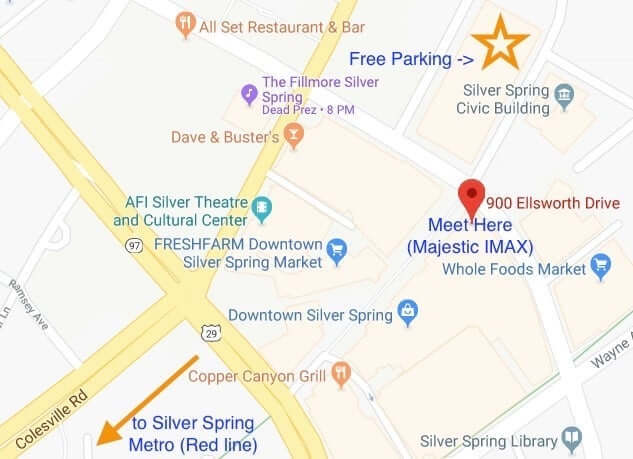 All Set Restaurant & Bar
Free Parking ->
The Fillmore Silver
Spring
Dead Prez • 8 PM
Silver Spring
Civic Building
Dave & Buster's
900 Ellsworth Drive
AFI Silver Theatre
and Cultural Center
Meet Here
(Majestic IMAX)
97
FRESHFARM Downtown
Silver Spring Market
Whole Foods Market
Ramsey Ave
Downtown Silver Spring
29
Wayne A
Copper Canyon Grill
Colesville Rd
to Silver Spring
Metro (Red line)
Silver Spring Library